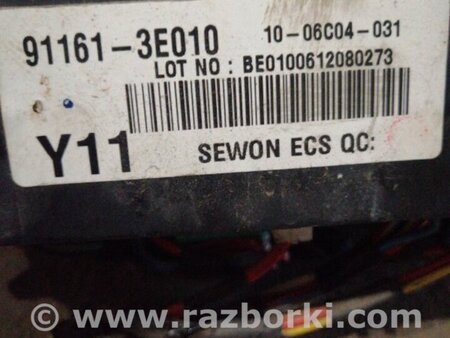 91161-3E010 10-06C04-031
LOT NO : BE0100612080273
Y11 SEWON ECS QC:
www.razborki.com